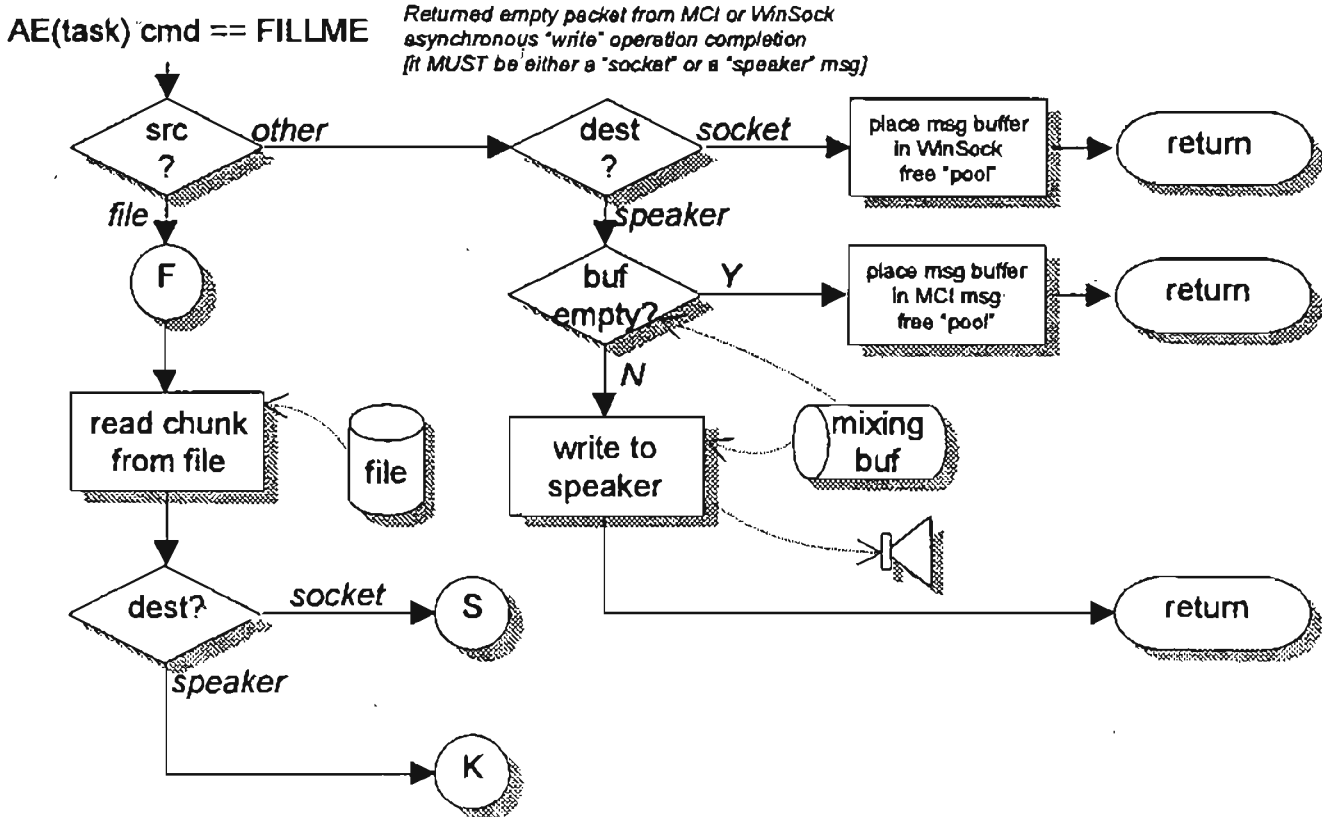 AE(task) cmd == FILLME
Returned empty packet from MCI or WinSock
asynchronous "write" operation completion
[it MUST be either a "socket" or a "speaker" msg]
src
?
other
dest
?
socket
place msg buffer
in WinSock
free "pool"
return
file
speaker
F
buf
empty?
Y
place msg buffer
in MCI msg
free "pool"
return
N
read chunk
from file
file
write to
speaker
mixing
buf
dest?
socket
S
return
speaker
K